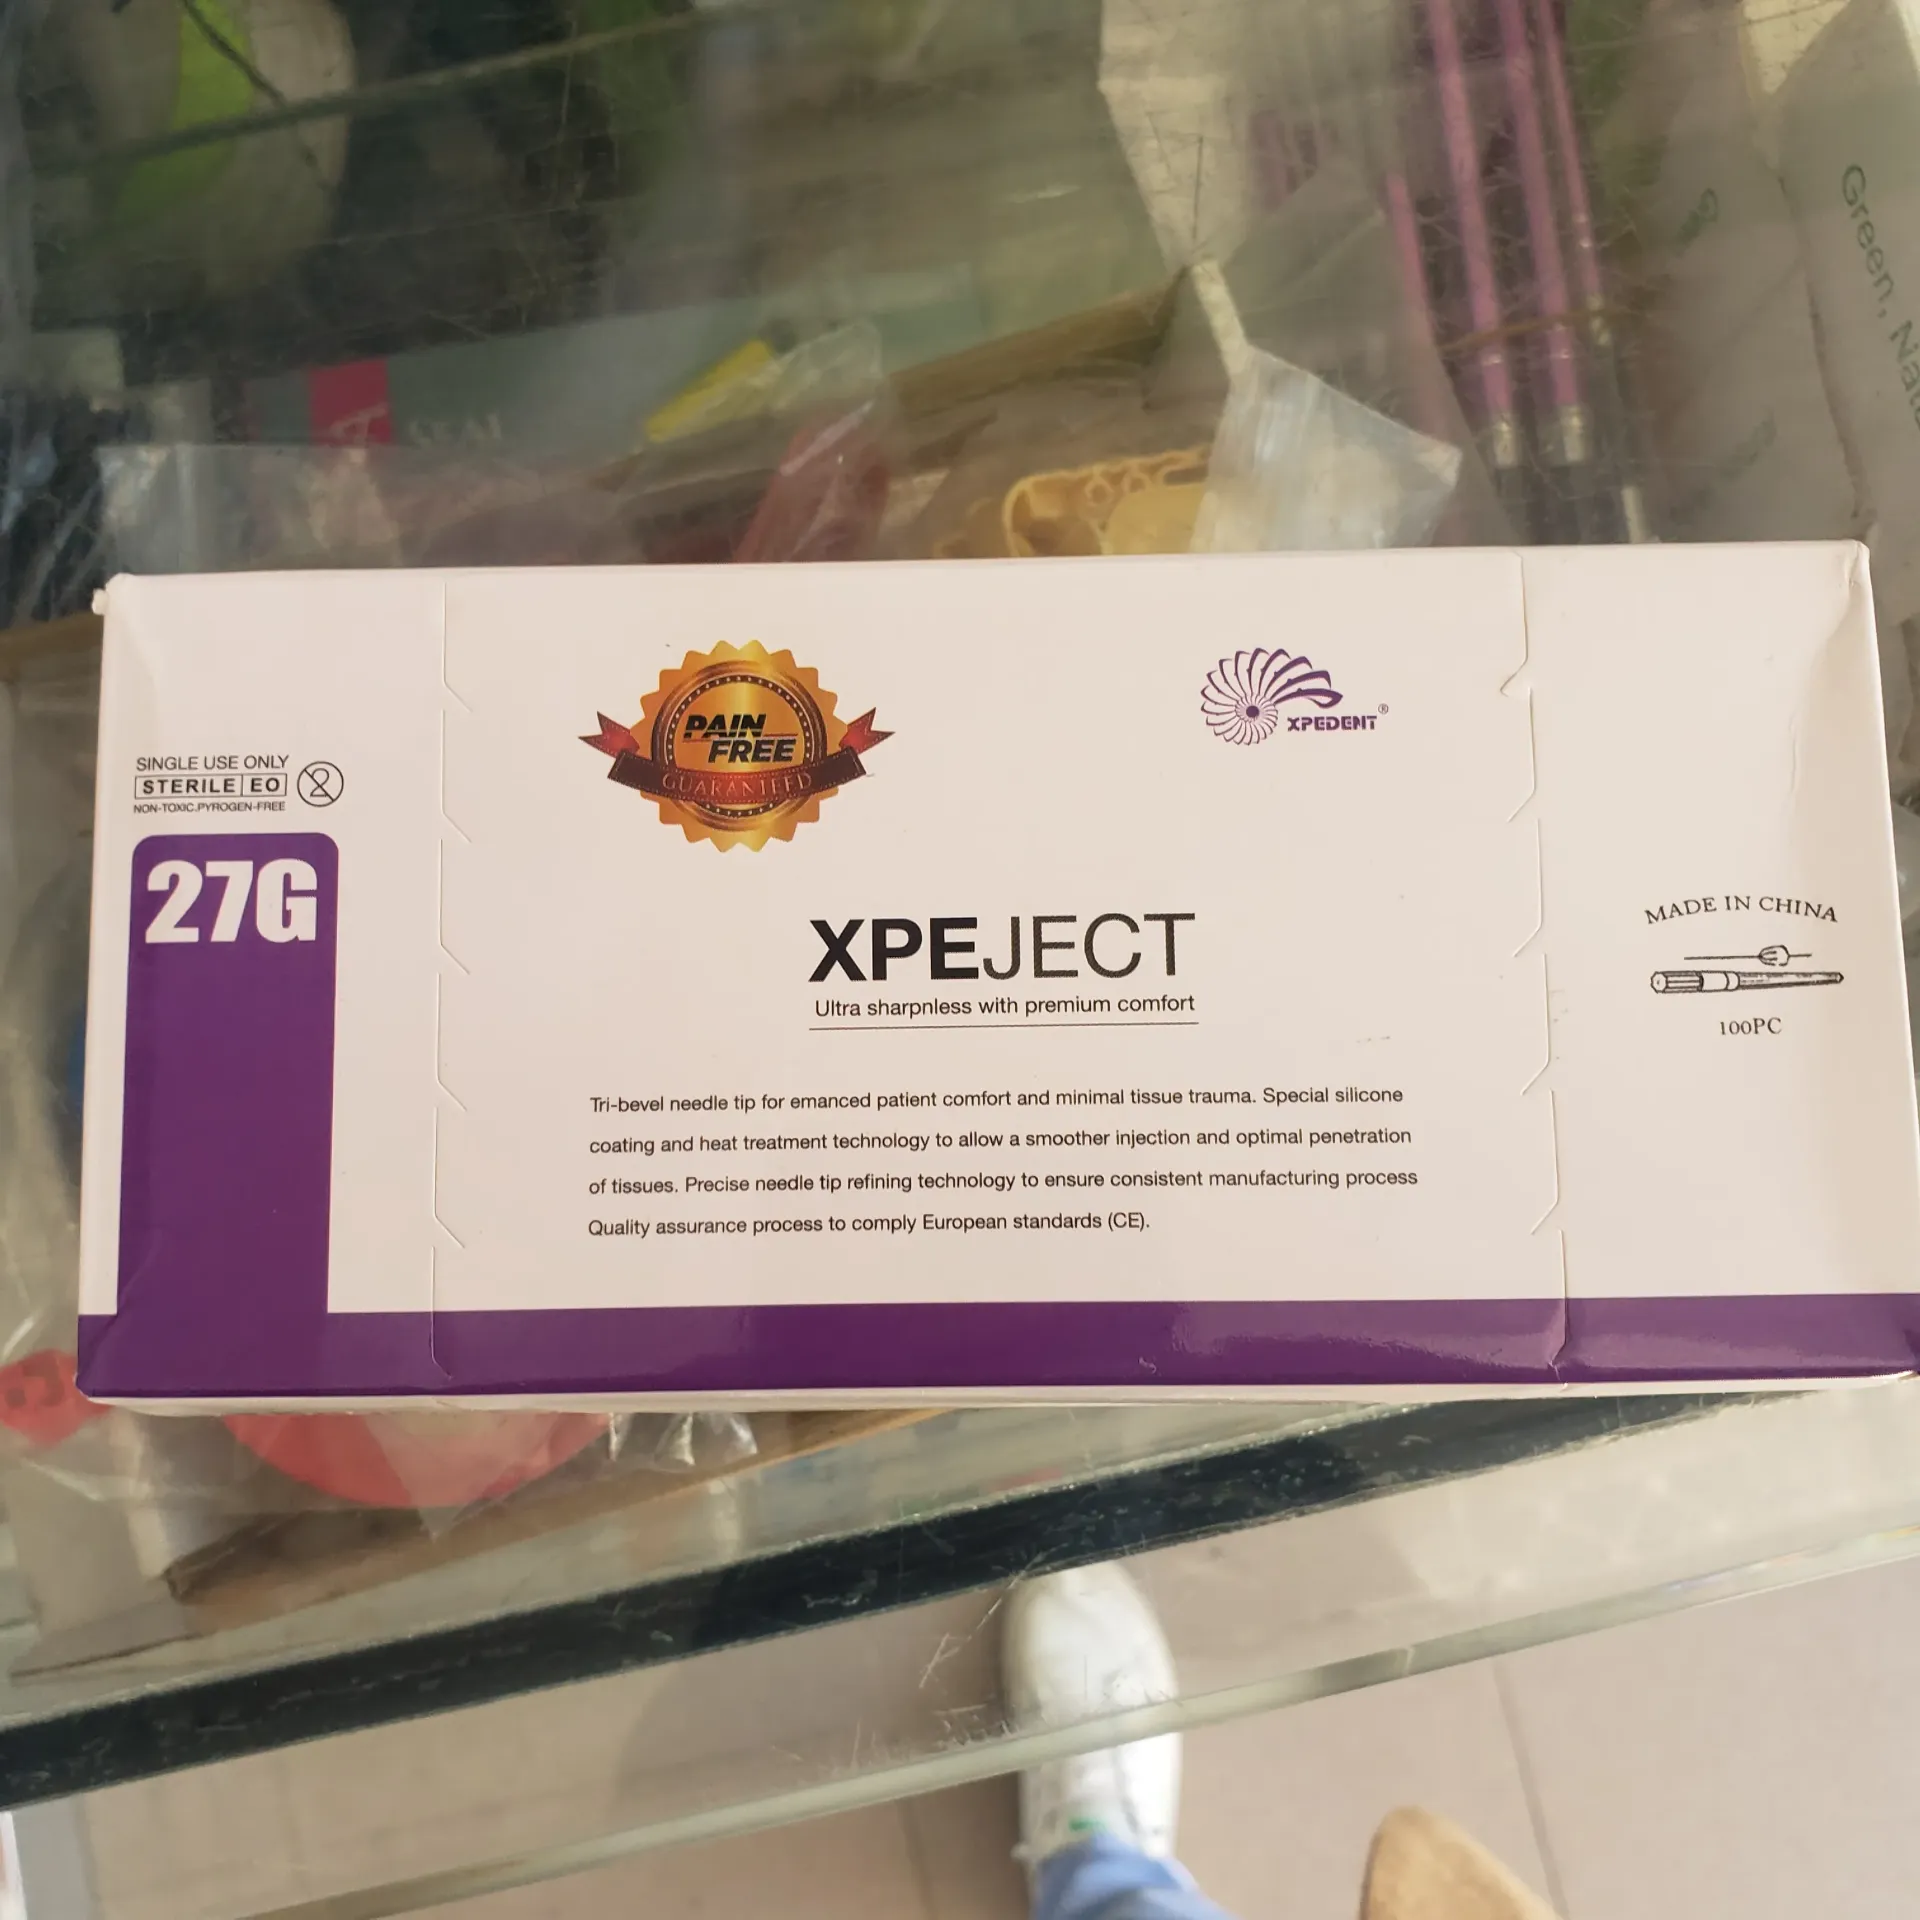 Green, Nat
SINGLE USE ONLY
STERILE EO
2
NON-TOXIC.PYROGEN-FREE
27G
PAIN
FREE
GUARANTEED
XPEDENT®
XPEJECT
Ultra sharpnless with premium comfort
Tri-bevel needle tip for emanced patient comfort and minimal tissue trauma. Special silicone
coating and heat treatment technology to allow a smoother injection and optimal penetration
of tissues. Precise needle tip refining technology to ensure consistent manufacturing process
Quality assurance process to comply European standards (CE).
MADE IN CHINA
100PC